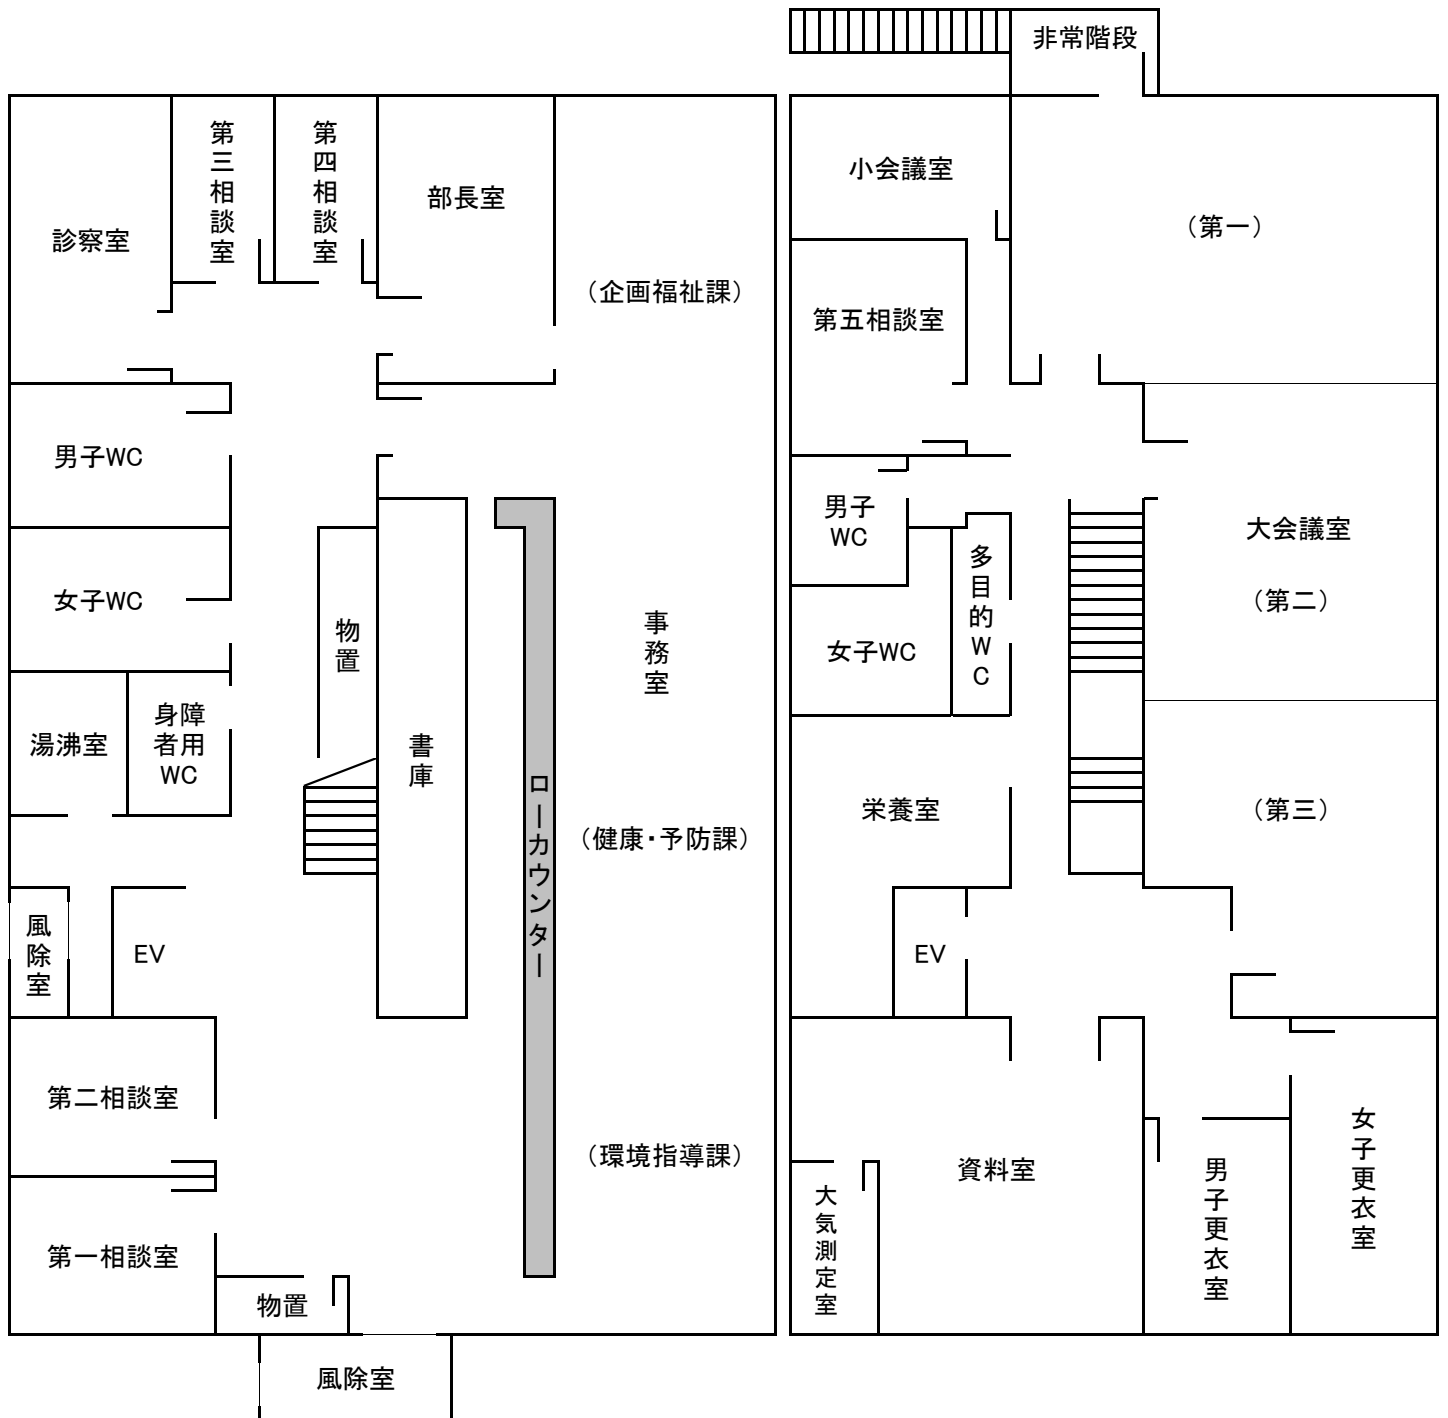 診察室
第三相談室
第四相談室
部長室
(企画福祉課)
男子WC
女子WC
湯沸室
身障
者用
WC
物置
書庫
ローカウンター
事務室
(健康・予防課)
風除室
EV
第二相談室
(環境指導課)
第一相談室
物置
風除室
非常階段
小会議室
(第一)
第五相談室
男子
WC
多目的WC
女子WC
大会議室
(第二)
栄養室
(第三)
EV
資料室
大気測定室
男子更衣室
女子更衣室